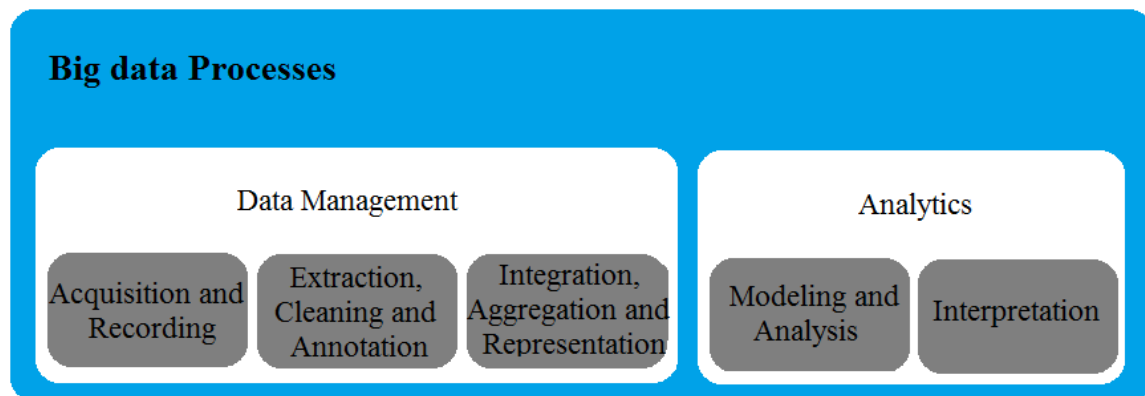 Big data Processes
Data Management
Acquisition and
Recording
Extraction,
Cleaning and
Annotation
Integration,
Aggregation and
Representation
Analytics
Modeling and
Analysis
Interpretation